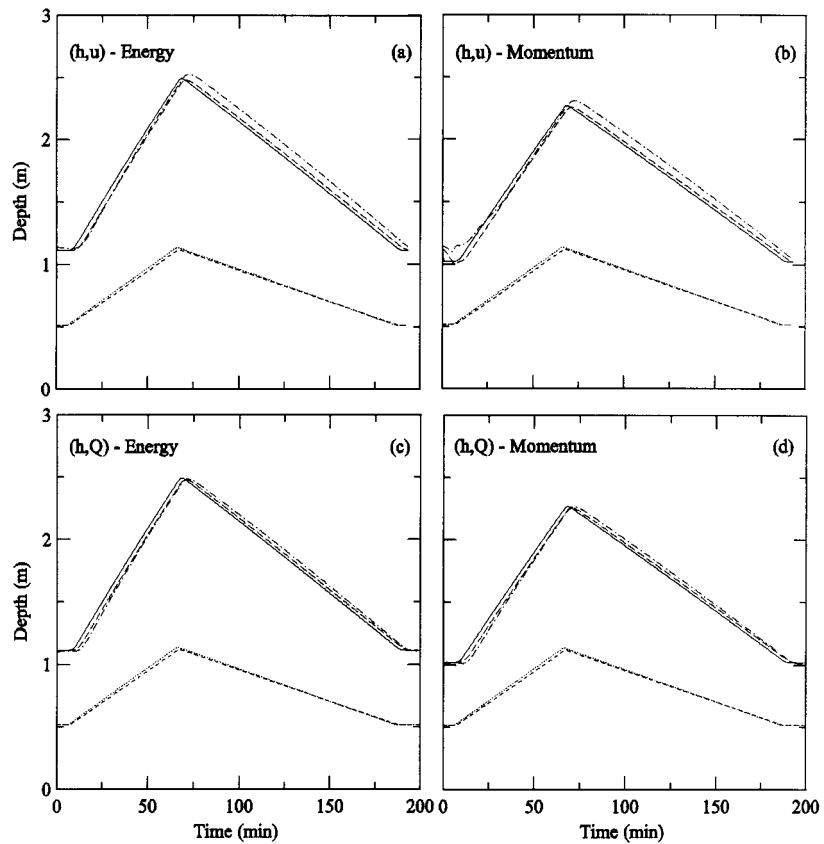 3
(h,u) - Energy (a)
(b)
(h,u) - Momentum
2
Depth (m)
1
0
3
(h,Q) - Energy (c)
(h,Q) - Momentum (d)
2
Depth (m)
1
0
0 50 100 150 200
50 100 150 200
Time (min)
Time (min)